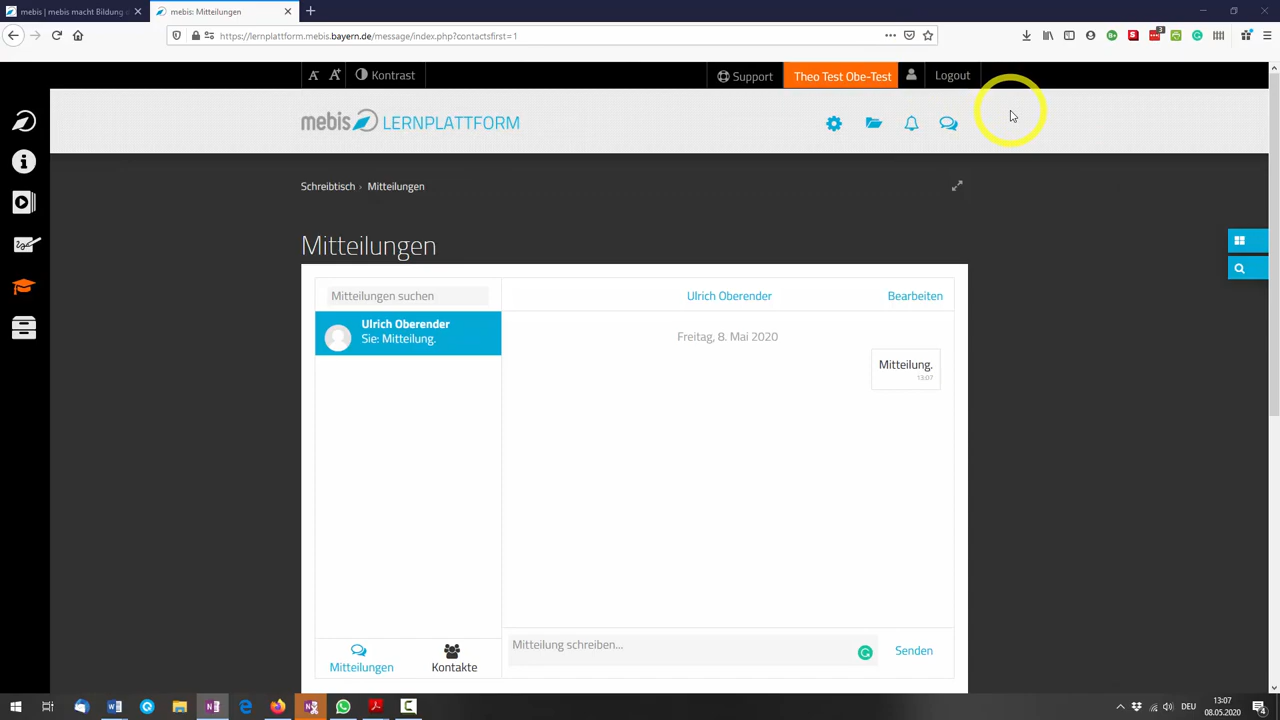 mebis | mebis macht Bildung d
mebis: Mitteilungen
https://lernplattform.mebis.bayern.de/message/index.php?contactsfirst=1
A- A+ Kontrast
Support
Theo Test Obe-Test
Logout
mebis LERNPLATTFORM
Schreibtisch › Mitteilungen
Mitteilungen
Mitteilungen suchen
Ulrich Oberender
Sie: Mitteilung.
Ulrich Oberender
Bearbeiten
Freitag, 8. Mai 2020
Mitteilung.
13:07
Mitteilung schreiben...
Senden
Mitteilungen
Kontakte
DEU
13:07
08.05.2020